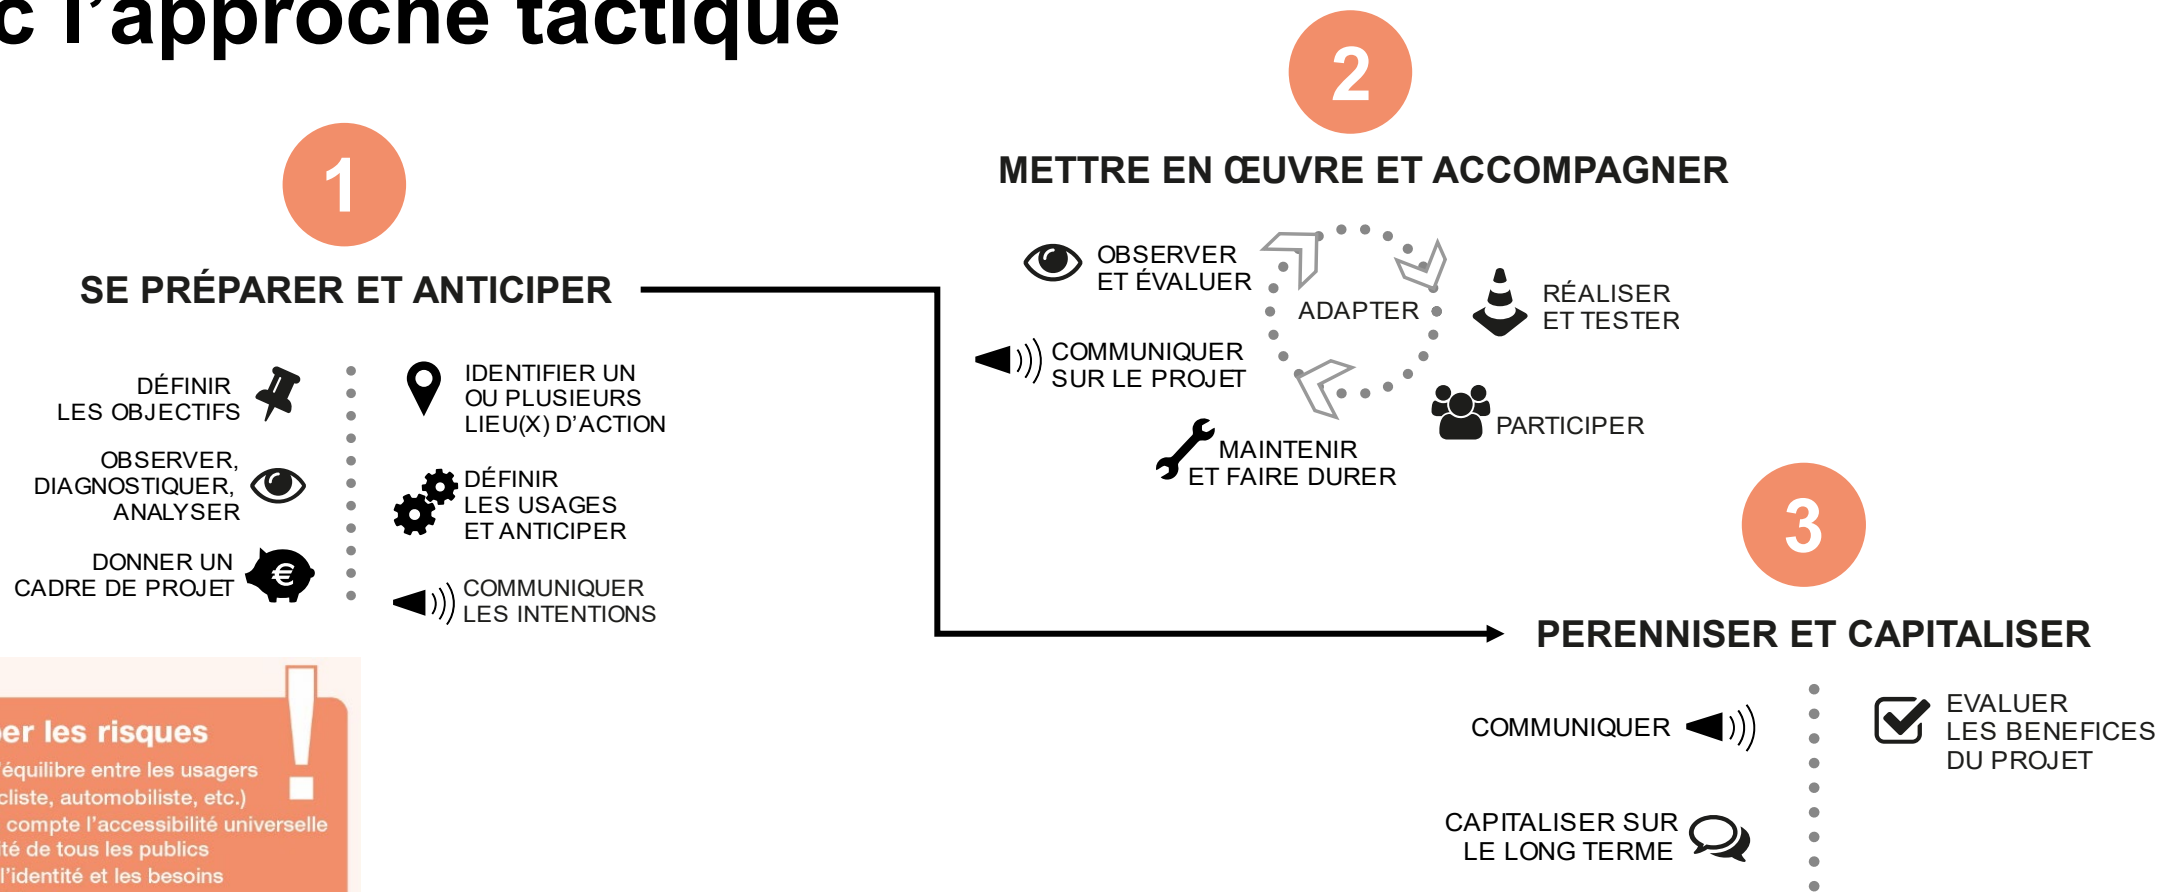 c l'approche tactique
1
SE PRÉPARER ET ANTICIPER
DÉFINIR
LES OBJECTIFS
OBSERVER,
DIAGNOSTIQUER,
ANALYSER
DONNER UN
CADRE DE PROJET
€
IDENTIFIER UN
OU PLUSIEURS
LIEU(X) D'ACTION
DÉFINIR
LES USAGES
ET ANTICIPER
COMMUNIQUER
LES INTENTIONS
2
METTRE EN ŒUVRE ET ACCOMPAGNER
OBSERVER
ET ÉVALUER
COMMUNIQUER
SUR LE PROJET
MAINTENIR
ET FAIRE DURER
ADAPTER
RÉALISER
ET TESTER
PARTICIPER
3
PERENNISER ET CAPITALISER
COMMUNIQUER
CAPITALISER SUR
LE LONG TERME
EVALUER
LES BENEFICES
DU PROJET
!
er les risques
'équilibre entre les usagers
cliste, automobiliste, etc.)
compte l'accessibilité universelle
ité de tous les publics
l'identité et les besoins